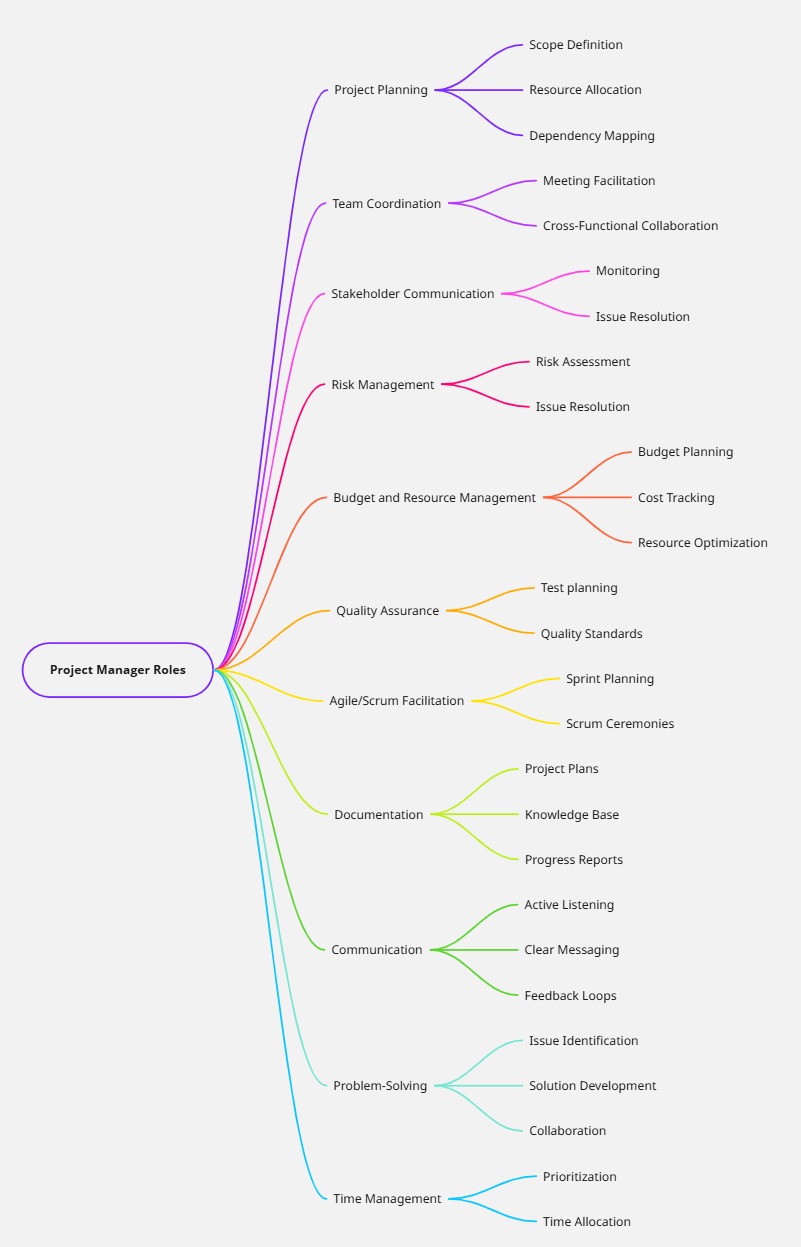 Project Manager Roles
Project Planning
Scope Definition
Resource Allocation
Dependency Mapping
Team Coordination
Meeting Facilitation
Cross-Functional Collaboration
Stakeholder Communication
Monitoring
Issue Resolution
Risk Management
Risk Assessment
Issue Resolution
Budget and Resource Management
Budget Planning
Cost Tracking
Resource Optimization
Quality Assurance
Test planning
Quality Standards
Agile/Scrum Facilitation
Sprint Planning
Scrum Ceremonies
Documentation
Project Plans
Knowledge Base
Progress Reports
Communication
Active Listening
Clear Messaging
Feedback Loops
Problem-Solving
Issue Identification
Solution Development
Collaboration
Time Management
Prioritization
Time Allocation